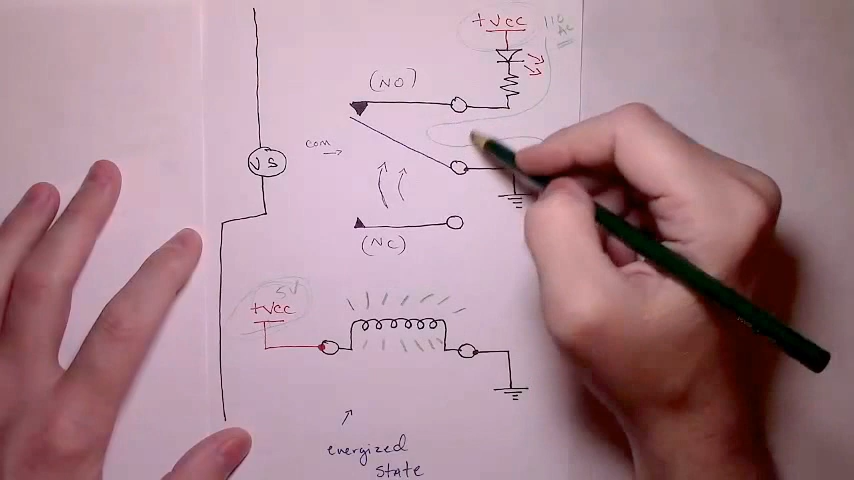 +Vcc
110
AC
(NO)
com
VS
(NC)
5V
+Vcc
energized
state